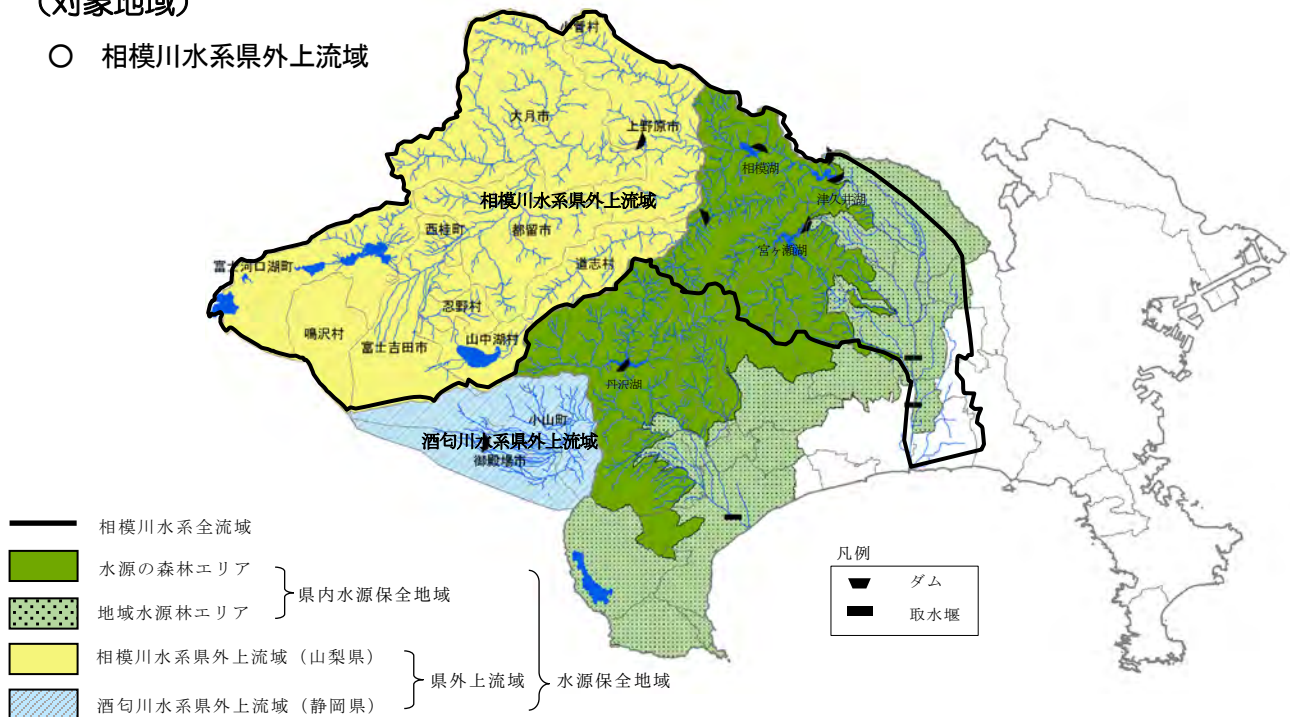 (対象地域)
○ 相模川水系県外上流域
小菅村
大月市
上野原市
相模湖
津久井湖
相模川水系県外上流域
西桂町
都留市
宮ヶ瀬湖
富士河口湖町
道志村
忍野村
鳴沢村
富士吉田市
山中湖村
丹沢湖
小山町
酒匂川水系県外上流域
御殿場市
相模川水系全流域
水源の森林エリア
地域水源林エリア
県内水源保全地域
相模川水系県外上流域(山梨県)
酒匂川水系県外上流域(静岡県)
県外上流域
水源保全地域
凡例
ダム
取水堰